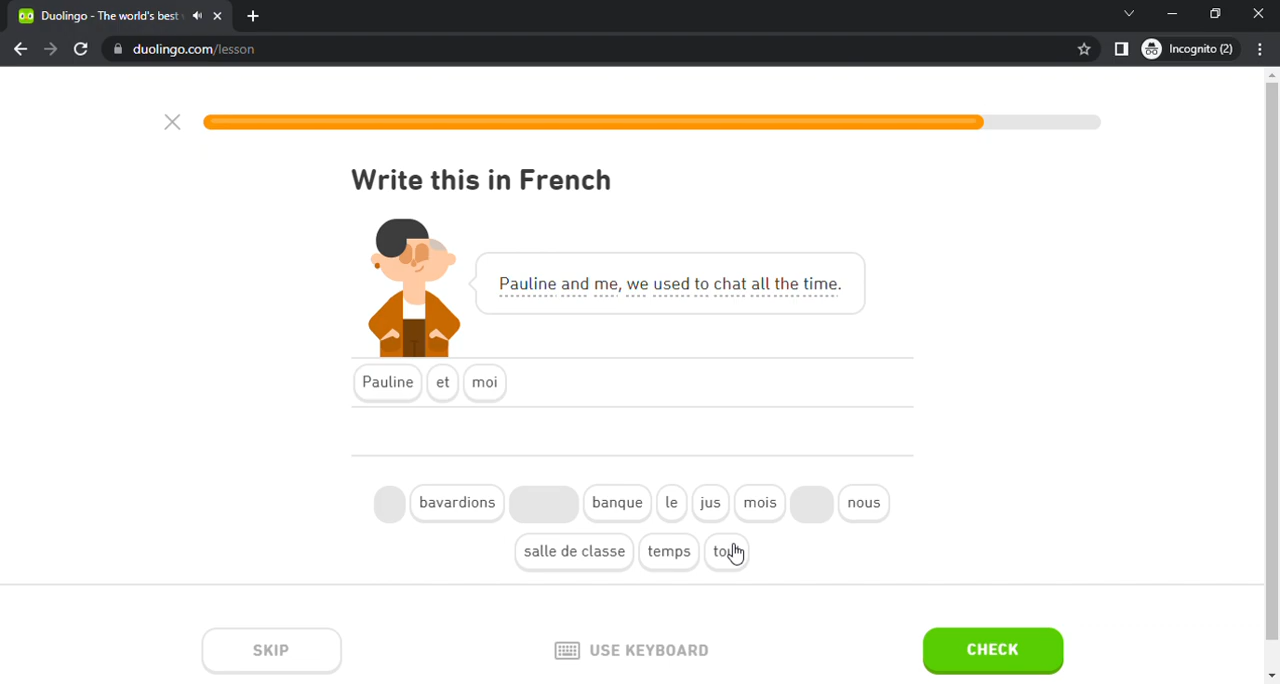 Duolingo - The world's best
duolingo.com/lesson
Incognito (2)
Write this in French
Pauline and me, we used to chat all the time.
Pauline et moi
bavardions banque le jus mois nous
salle de classe temps
SKIP USE KEYBOARD CHECK